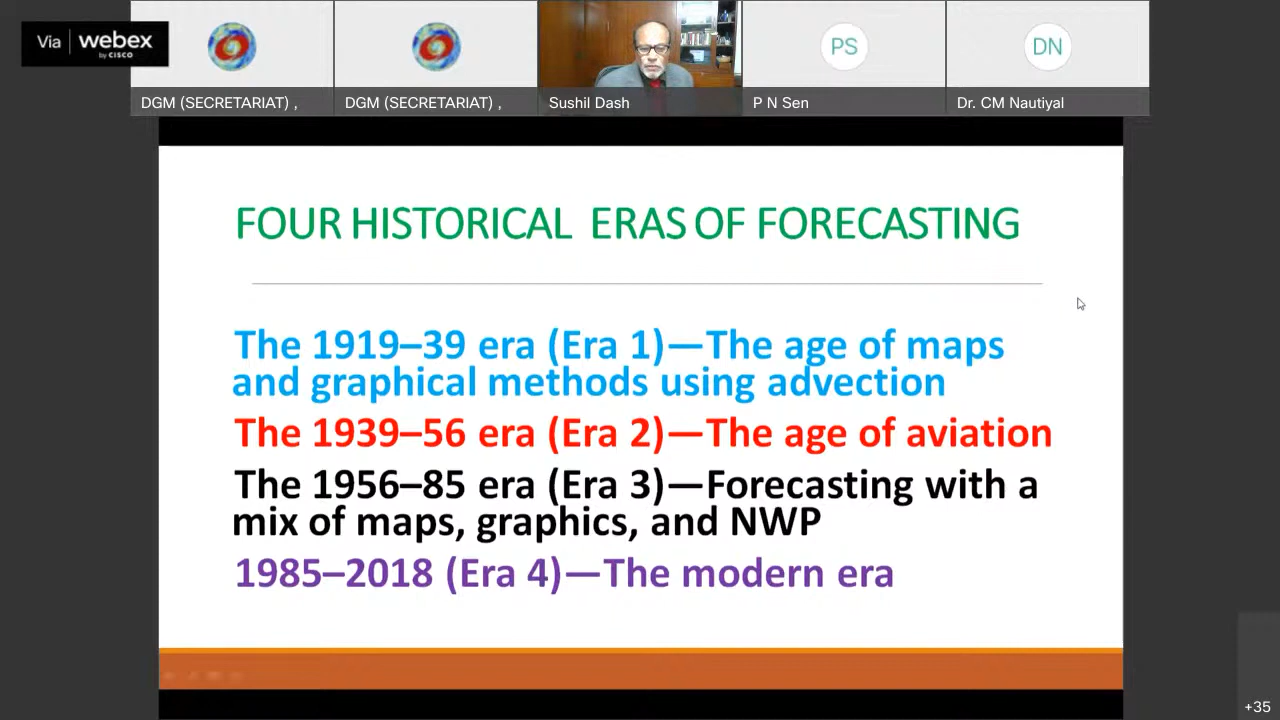 Via webex
by CISCO
DGM (SECRETARIAT) ,
DGM (SECRETARIAT) ,
Sushil Dash
PS
P N Sen
DN
Dr. CM Nautiyal
FOUR HISTORICAL ERAS OF FORECASTING
The 1919–39 era (Era 1)—The age of maps
and graphical methods using advection
The 1939–56 era (Era 2)—The age of aviation
The 1956–85 era (Era 3)—Forecasting with a
mix of maps, graphics, and NWP
1985–2018 (Era 4)—The modern era
+35